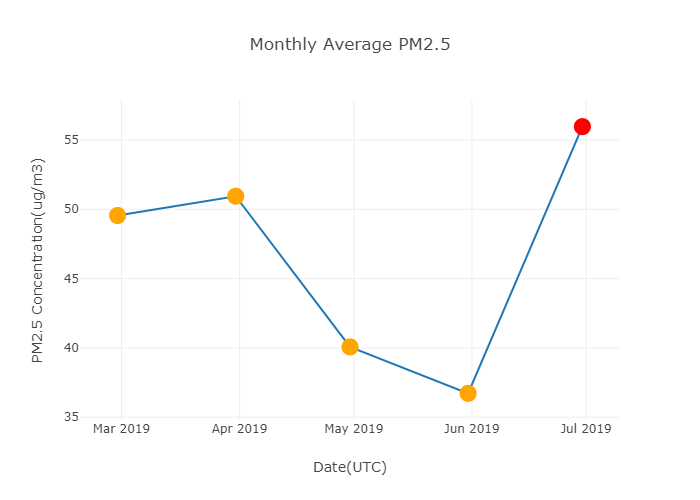 Monthly Average PM2.5
PM2.5 Concentration(ug/m3)
55
50
45
40
35
Mar 2019
Apr 2019
May 2019
Jun 2019
Jul 2019
Date(UTC)